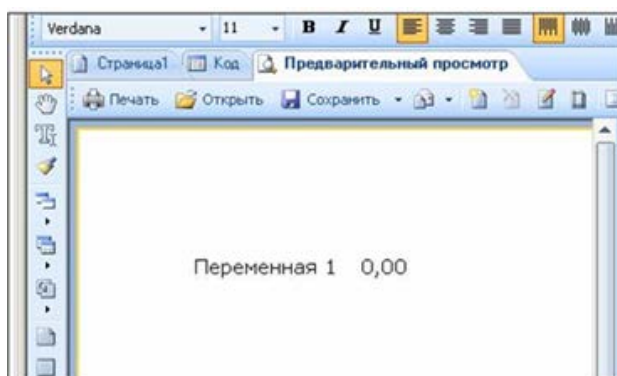 Verdana 11 B I U
Страница1 Код Предварительный просмотр
Печать Открыть Сохранить
Переменная 1 0,00